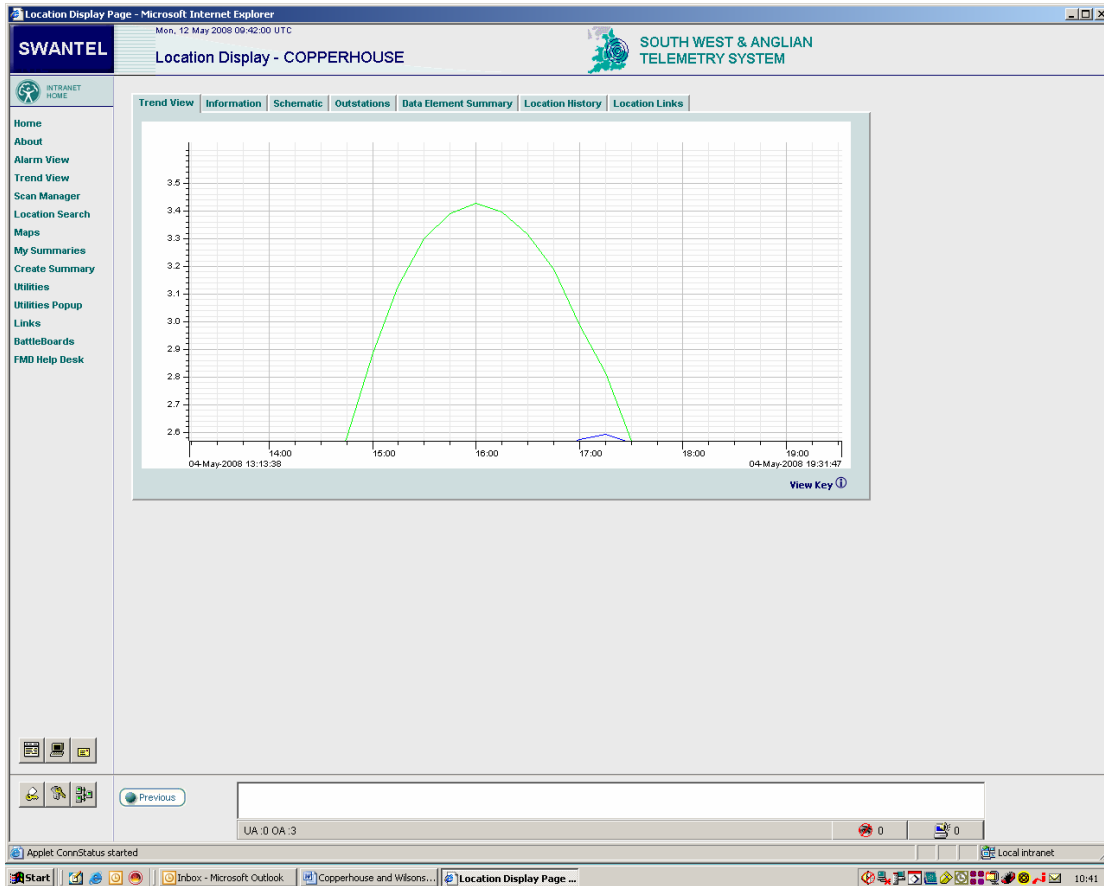 Location Display Page - Microsoft Internet Explorer
SWANTEL
Mon, 12 May 2008 09:42:00 UTC
Location Display - COPPERHOUSE
SOUTH WEST & ANGLIAN
TELEMETRY SYSTEM
INTRANET
HOME
Home
About
Alarm View
Trend View
Scan Manager
Location Search
Maps
My Summaries
Create Summary
Utilities
Utilities Popup
Links
BattleBoards
FMD Help Desk
Trend View Information Schematic Outstations Data Element Summary Location History Location Links
3.5
3.4
3.3
3.2
3.1
3.0
2.9
2.8
2.7
2.6
14:00 15:00 16:00 17:00 18:00 19:00
04-May-2008 13:13:38 04-May-2008 19:31:47
View Key
Previous
UA :0 OA :3 0 0
Applet ConnStatus started Local intranet
Start Inbox - Microsoft Outlook Copperhouse and Wilsons... Location Display Page ... 10:41